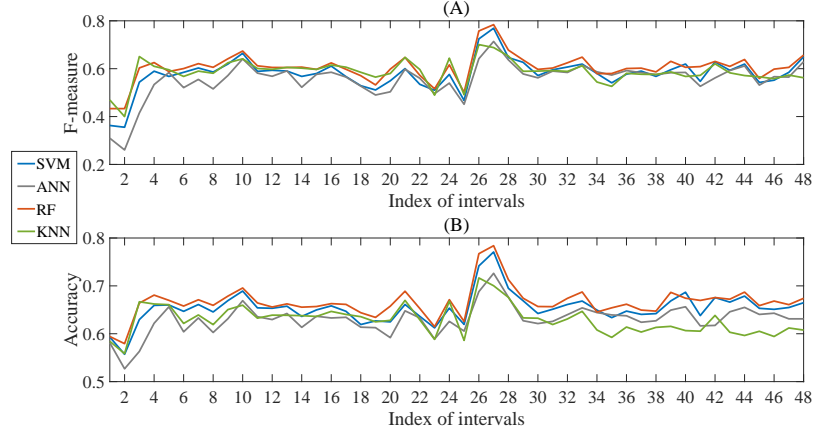 (A)
0.8
0.6
0.4
0.2
F-measure
2 4 6 8 10 12 14 16 18 20 22 24 26 28 30 32 34 36 38 40 42 44 46 48
Index of intervals
SVM
ANN
RF
KNN
(B)
0.8
0.7
0.6
0.5
Accuracy
2 4 6 8 10 12 14 16 18 20 22 24 26 28 30 32 34 36 38 40 42 44 46 48
Index of intervals